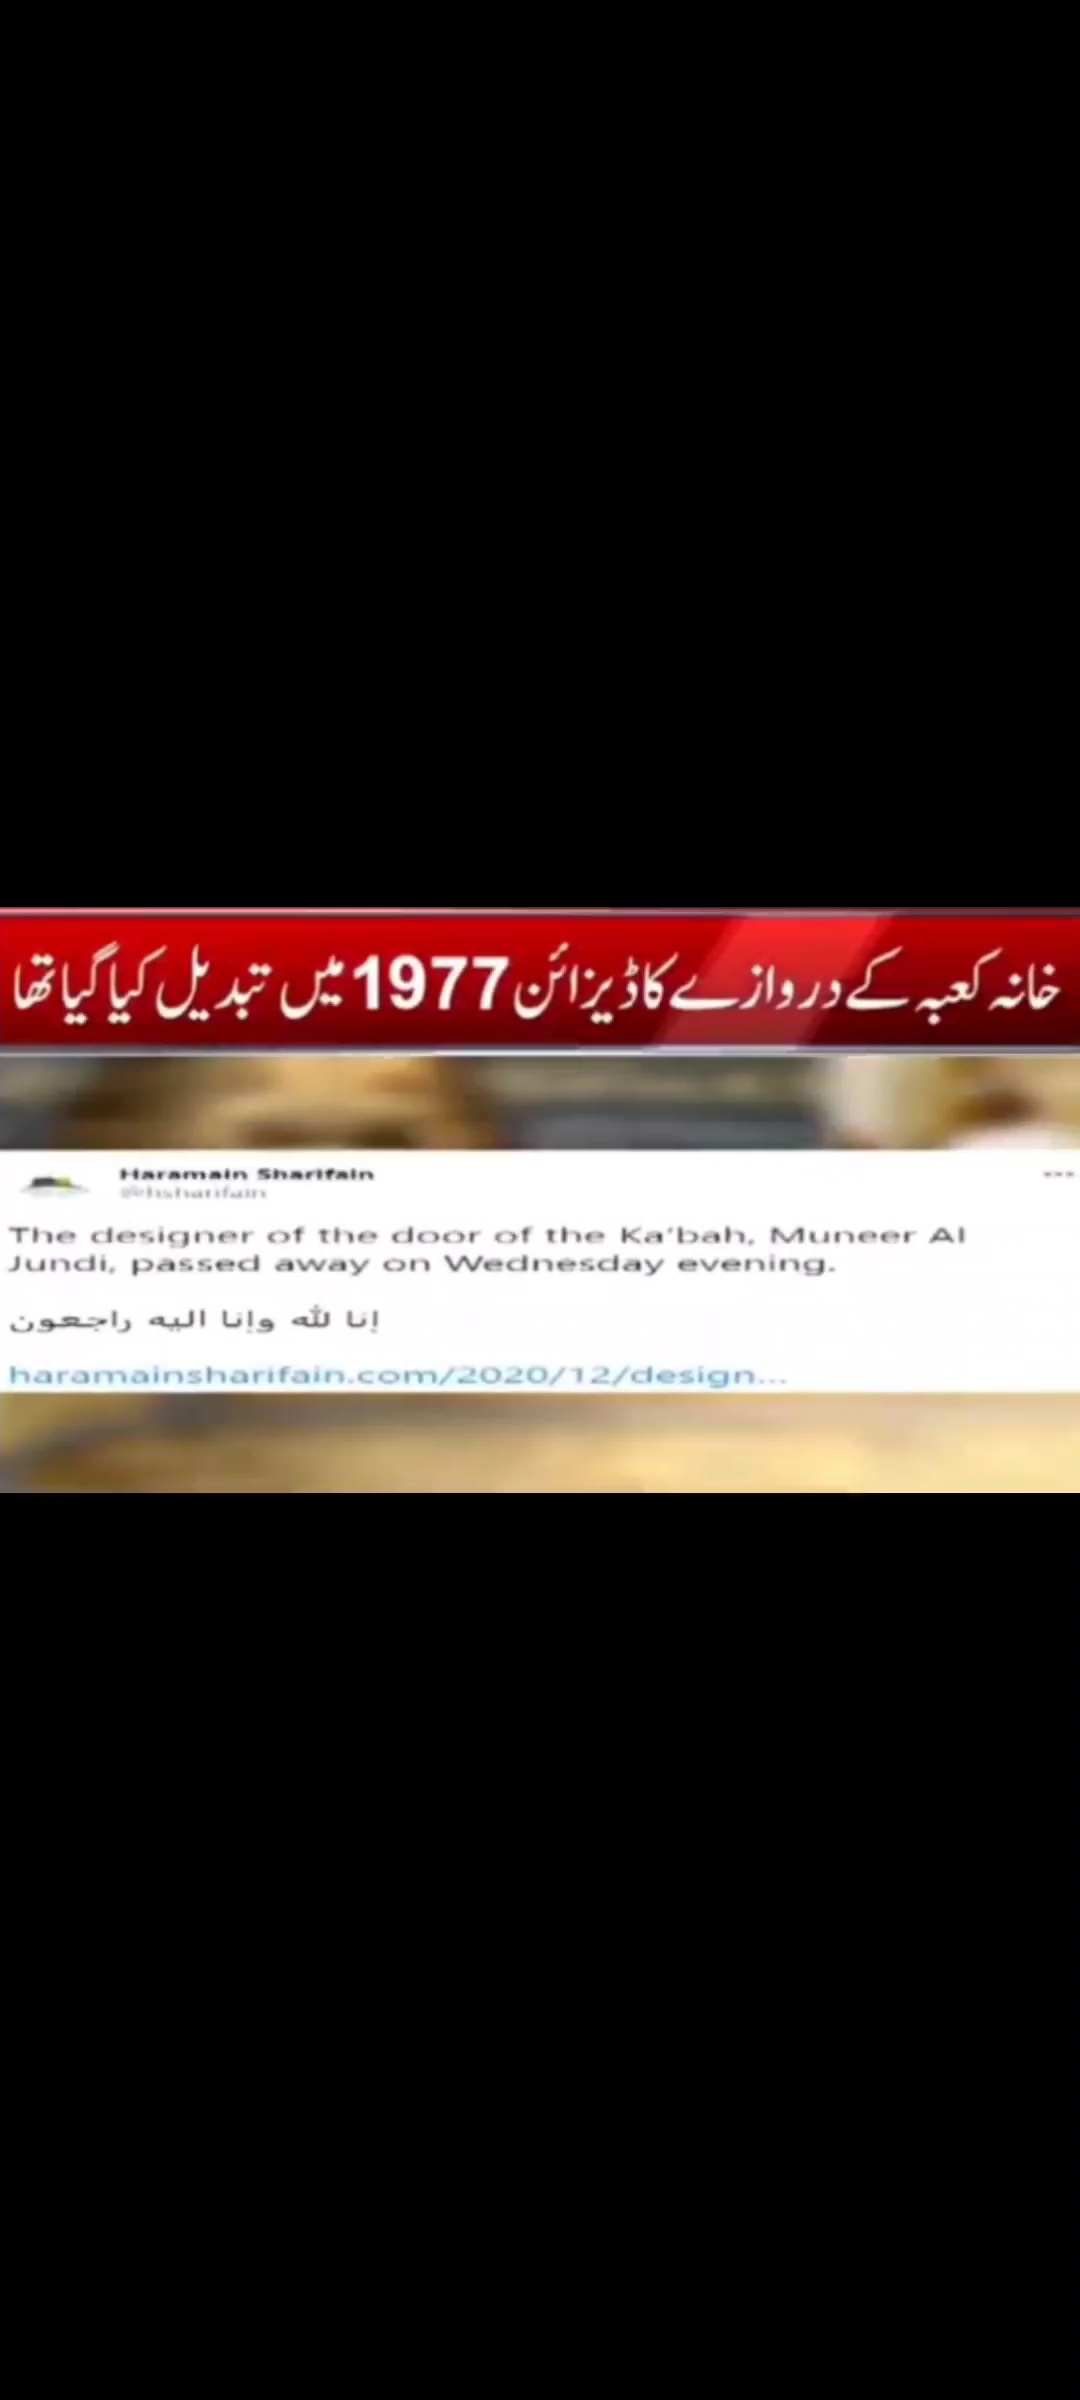 خانہ کعبہ کے دروازے کا ڈیزائن 1977 میں تبدیل کیا گیا تھا
Haramain Sharifain
@hsharifain
The designer of the door of the Ka'bah, Muneer Al
Jundi, passed away on Wednesday evening.
إنا لله وإنا اليه راجعون
haramainsharifain.com/2020/12/design...